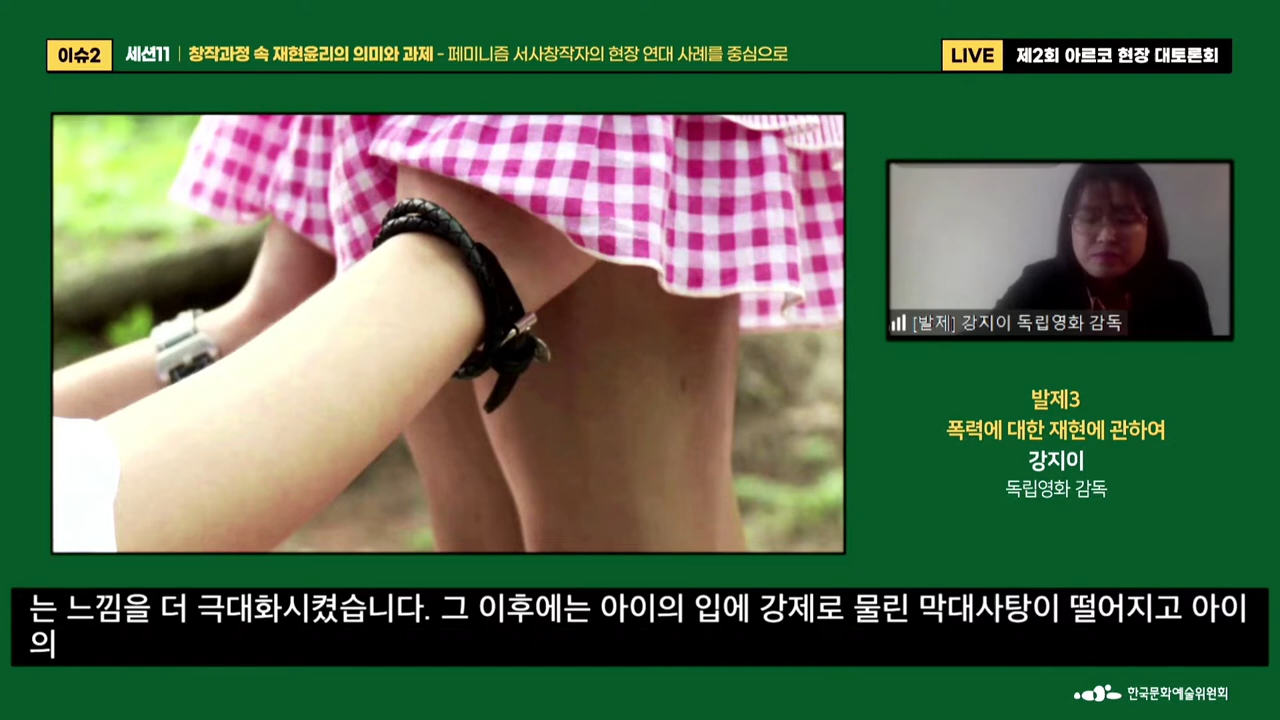 이슈2 세션11 | 창작과정 속 재현윤리의 의미와 과제 - 페미니즘 서사창작자의 현장 연대 사례를 중심으로
LIVE 제2회 아르코 현장 대토론회
[발제] 강지이 독립영화 감독
발제3
폭력에 대한 재현에 관하여
강지이
독립영화 감독
는 느낌을 더 극대화시켰습니다. 그 이후에는 아이의 입에 강제로 물린 막대사탕이 떨어지고 아이
의
한국문화예술위원회